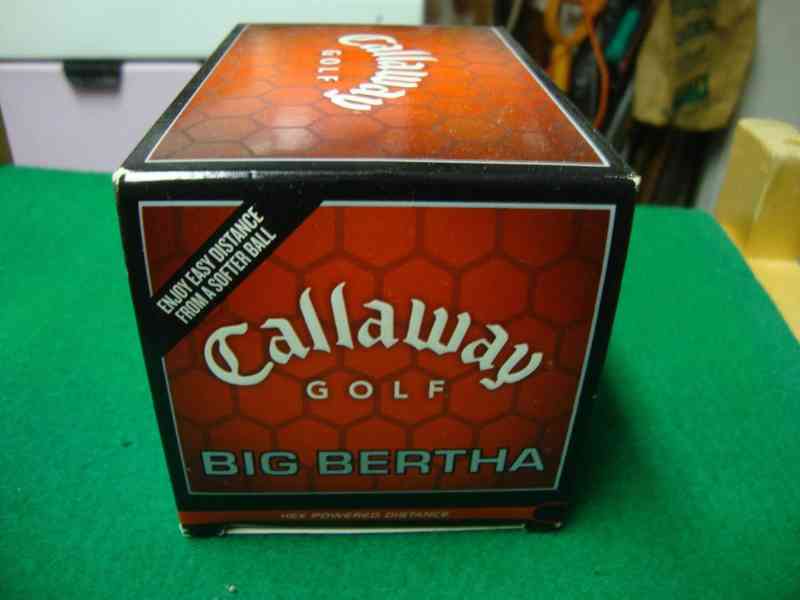 Callaway
GOLF
ENJOY EASY DISTANCE
FROM A SOFTER BALL
Callaway
GOLF
BIG BERTHA
HEX POWERED DISTANCE